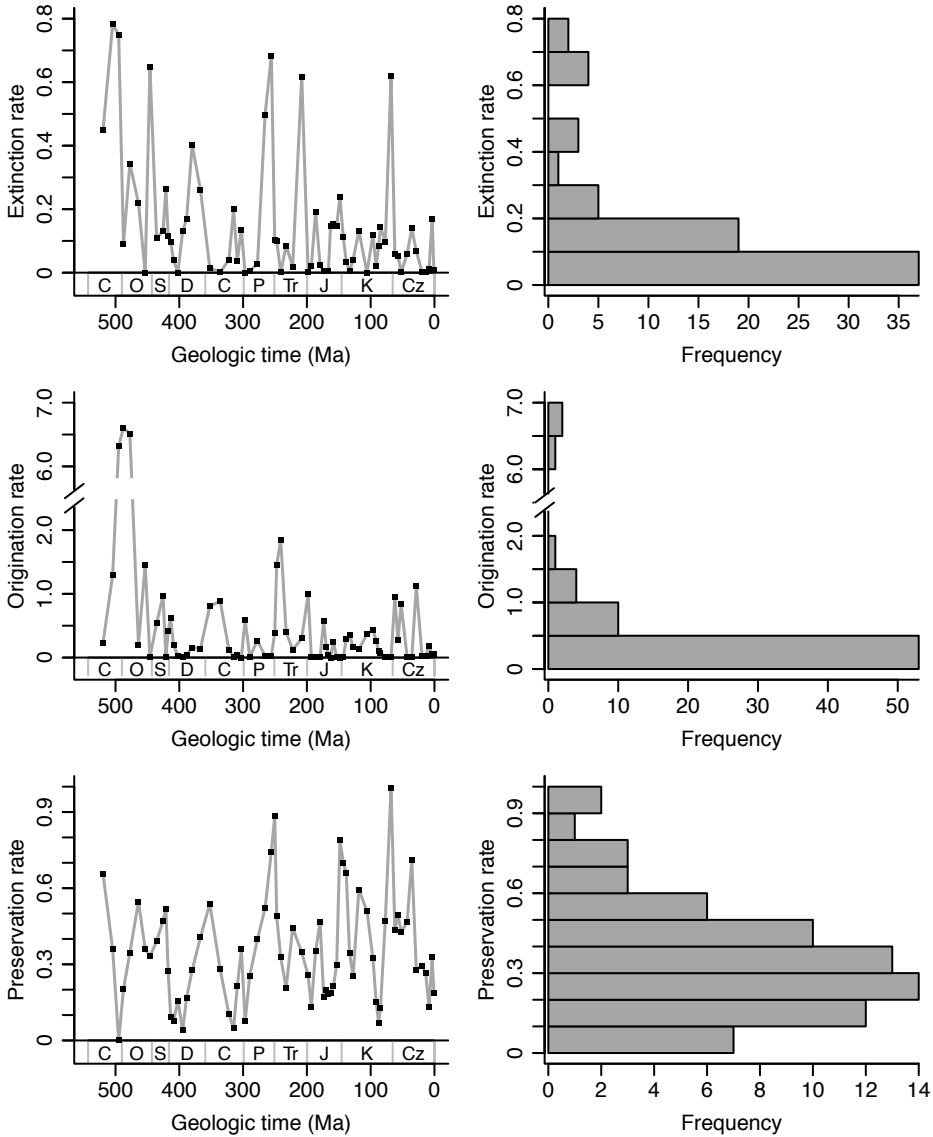 Extinction rate
0.8
0.6
0.4
0.2
0
C O S D C P Tr J K Cz
500 400 300 200 100 0
Geologic time (Ma)
Extinction rate
0.8
0.6
0.4
0.2
0
0 5 10 15 20 25 30 35
Frequency
Origination rate
7.0
6.0
2.0
1.0
0
C O S D C P Tr J K Cz
500 400 300 200 100 0
Geologic time (Ma)
Origination rate
7.0
6.0
2.0
1.0
0
0 10 20 30 40 50
Frequency
Preservation rate
0.9
0.6
0.3
0
C O S D C P Tr J K Cz
500 400 300 200 100 0
Geologic time (Ma)
Preservation rate
0.9
0.6
0.3
0
0 2 4 6 8 10 12 14
Frequency